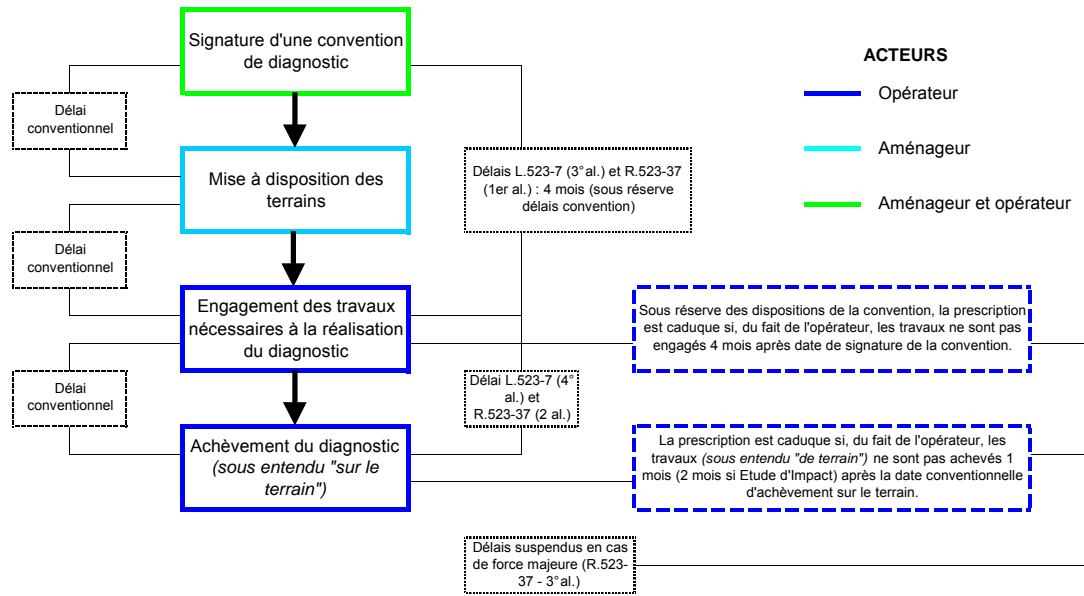 Signature d'une convention
de diagnostic
ACTEURS
Opérateur
Aménageur
Aménageur et opérateur
Délai
conventionnel
Mise à disposition des
terrains
Délais L.523-7 (3°al.) et R.523-37
(1er al.) : 4 mois (sous réserve
délais convention)
Délai
conventionnel
Engagement des travaux
nécessaires à la réalisation
du diagnostic
Sous réserve des dispositions de la convention, la prescription
est caduque si, du fait de l'opérateur, les travaux ne sont pas
engagés 4 mois après date de signature de la convention.
Délai
conventionnel
Délai L.523-7 (4°
al.) et
R.523-37 (2 al.)
Achèvement du diagnostic
(sous entendu "sur le
terrain")
La prescription est caduque si, du fait de l'opérateur, les
travaux (sous entendu "de terrain") ne sont pas achevés 1
mois (2 mois si Etude d'Impact) après la date conventionnelle
d'achèvement sur le terrain.
Délais suspendus en cas
de force majeure (R.523-
37 - 3°al.)